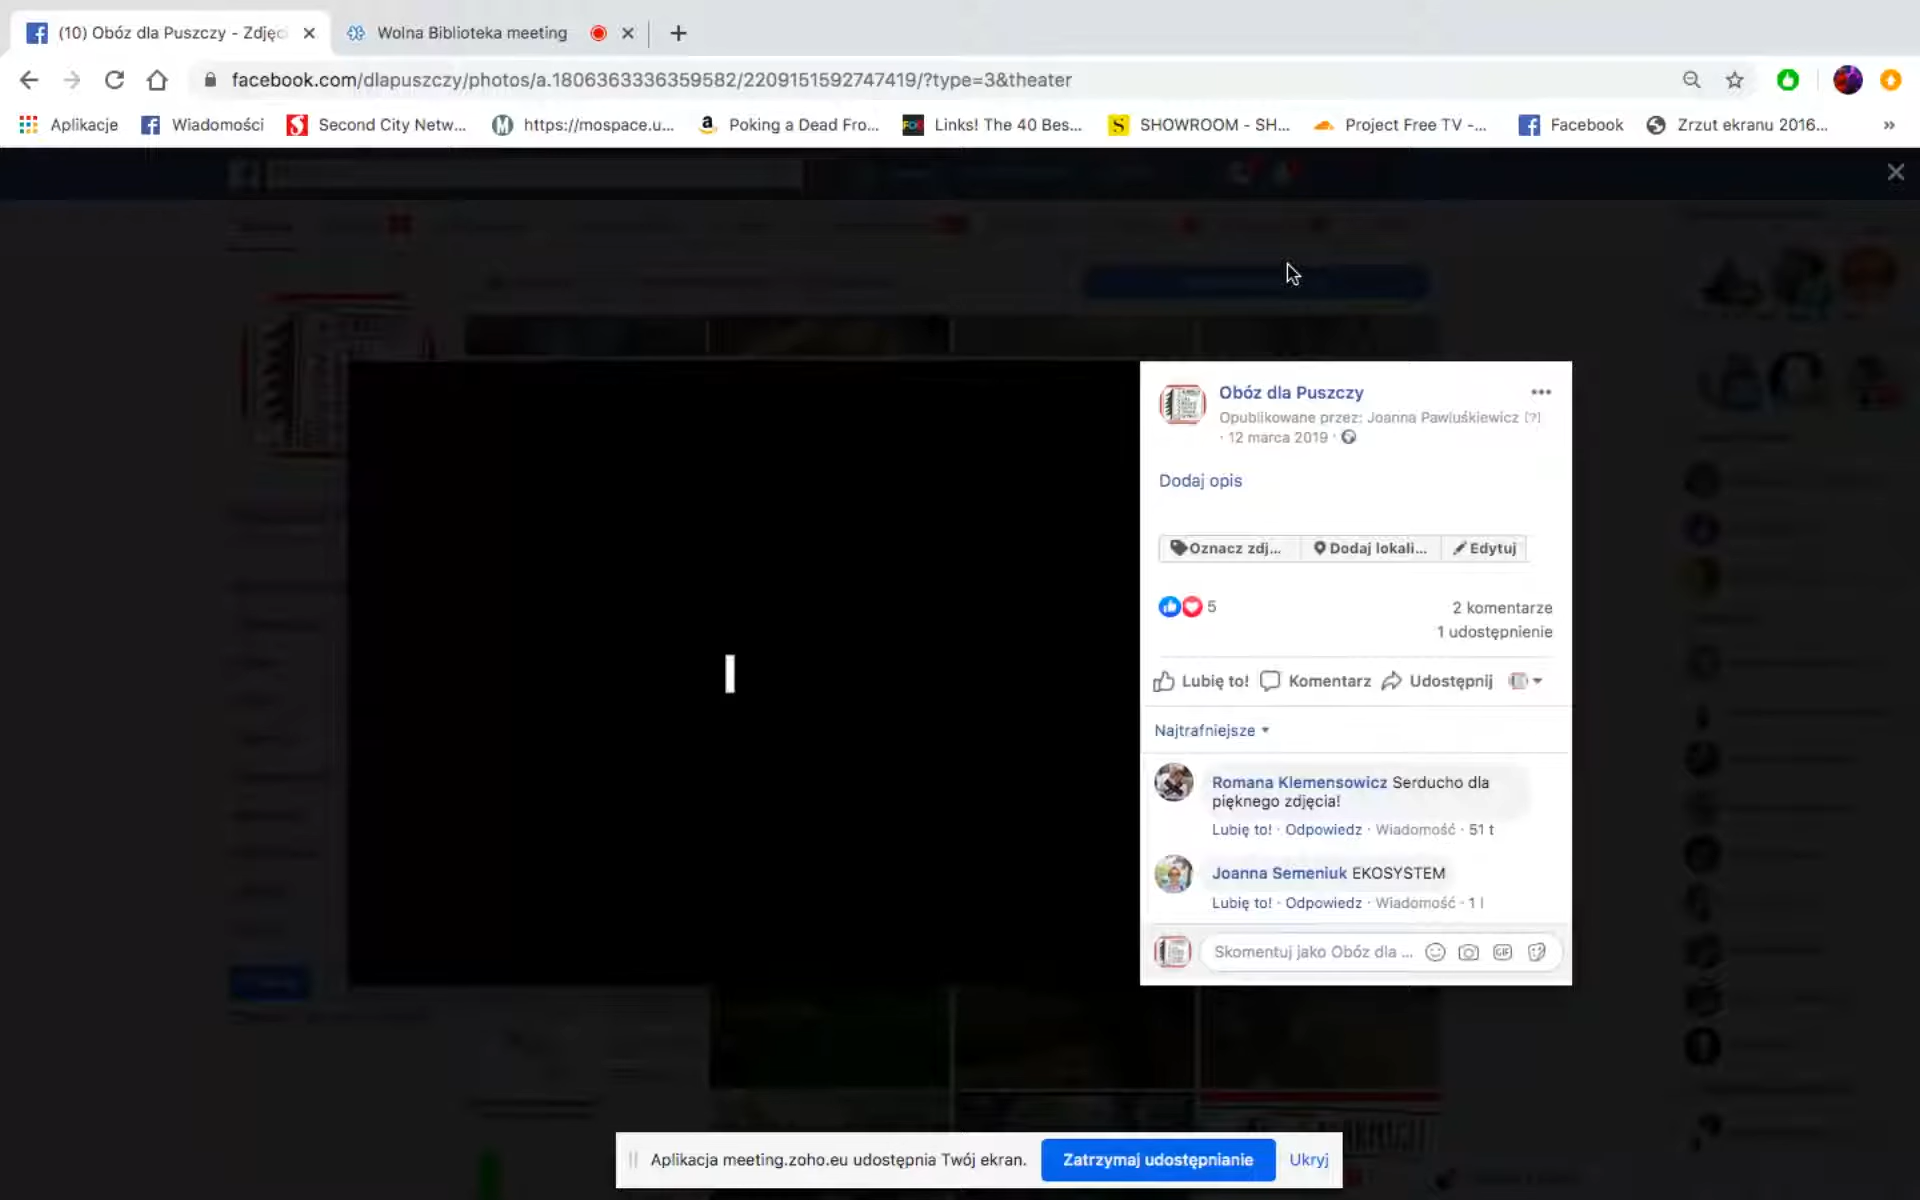 (10) Obóz dla Puszczy - Zdjęc
Wolna Biblioteka meeting
facebook.com/dlapuszczy/photos/a.1806363336359582/2209151592747419/?type=3&theater
Aplikacje
Wiadomości
Second City Netw...
https://mospace.u...
Poking a Dead Fro...
Links! The 40 Bes...
SHOWROOM - SH...
Project Free TV -...
Facebook
Zrzut ekranu 2016...
Obóz dla Puszczy
Opublikowane przez: Joanna Pawluśkiewicz [?]
· 12 marca 2019 ·
Dodaj opis
Oznacz zdj...
Dodaj lokali...
Edytuj
5
2 komentarze
1 udostępnienie
Lubię to!
Komentarz
Udostępnij
Najtrafniejsze
Romana Klemensowicz Serducho dla
pięknego zdjęcia!
Lubię to! · Odpowiedz · Wiadomość · 51 t
Joanna Semeniuk EKOSYSTEM
Lubię to! · Odpowiedz · Wiadomość · 1 l
Skomentuj jako Obóz dla ...
GIF
Aplikacja meeting.zoho.eu udostępnia Twój ekran.
Zatrzymaj udostępnianie
Ukryj